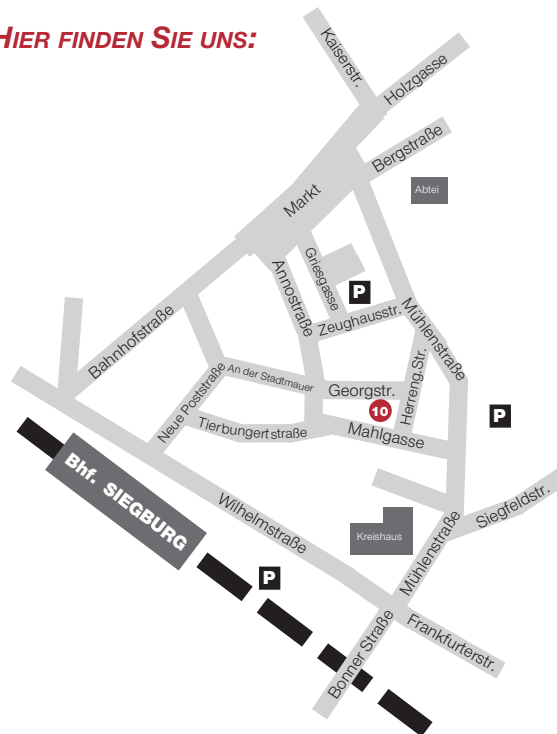 HIER FINDEN SIE UNS:
Kaiserstr.
Holzgasse
Bergstraße
Abtei
Markt
Griesgasse
Annostraße
P
Zeughausstr.
Mühlenstraße
Bahnhofstraße
An der Stadtmauer
Neue Poststraße
Georgstr.
10
Herreng.Str.
P
Tierbungertstraße
Mahlgasse
Bhf. SIEGBURG
Wilhelmstraße
Siegfeldstr.
Kreishaus
Mühlenstraße
P
Bonner Straße
Frankfurterstr.